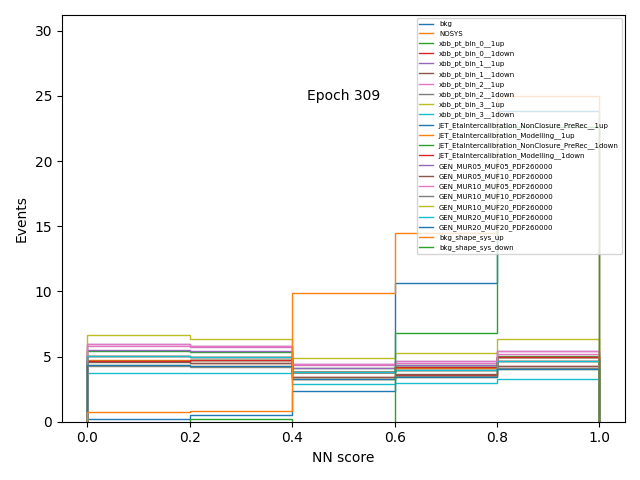 Epoch 309
bkg
NOSYS
xbb_pt_bin_0__1up
xbb_pt_bin_0__1down
xbb_pt_bin_1__1up
xbb_pt_bin_1__1down
xbb_pt_bin_2__1up
xbb_pt_bin_2__1down
xbb_pt_bin_3__1up
xbb_pt_bin_3__1down
JET_EtaIntercalibration_NonClosure_PreRec__1up
JET_EtaIntercalibration_Modelling__1up
JET_EtaIntercalibration_NonClosure_PreRec__1down
JET_EtaIntercalibration_Modelling__1down
GEN_MUR05_MUF05_PDF260000
GEN_MUR05_MUF10_PDF260000
GEN_MUR10_MUF05_PDF260000
GEN_MUR10_MUF10_PDF260000
GEN_MUR10_MUF20_PDF260000
GEN_MUR20_MUF10_PDF260000
GEN_MUR20_MUF20_PDF260000
bkg_shape_sys_up
bkg_shape_sys_down
Events
30
25
20
15
10
5
0
0.0 0.2 0.4 0.6 0.8 1.0
NN score